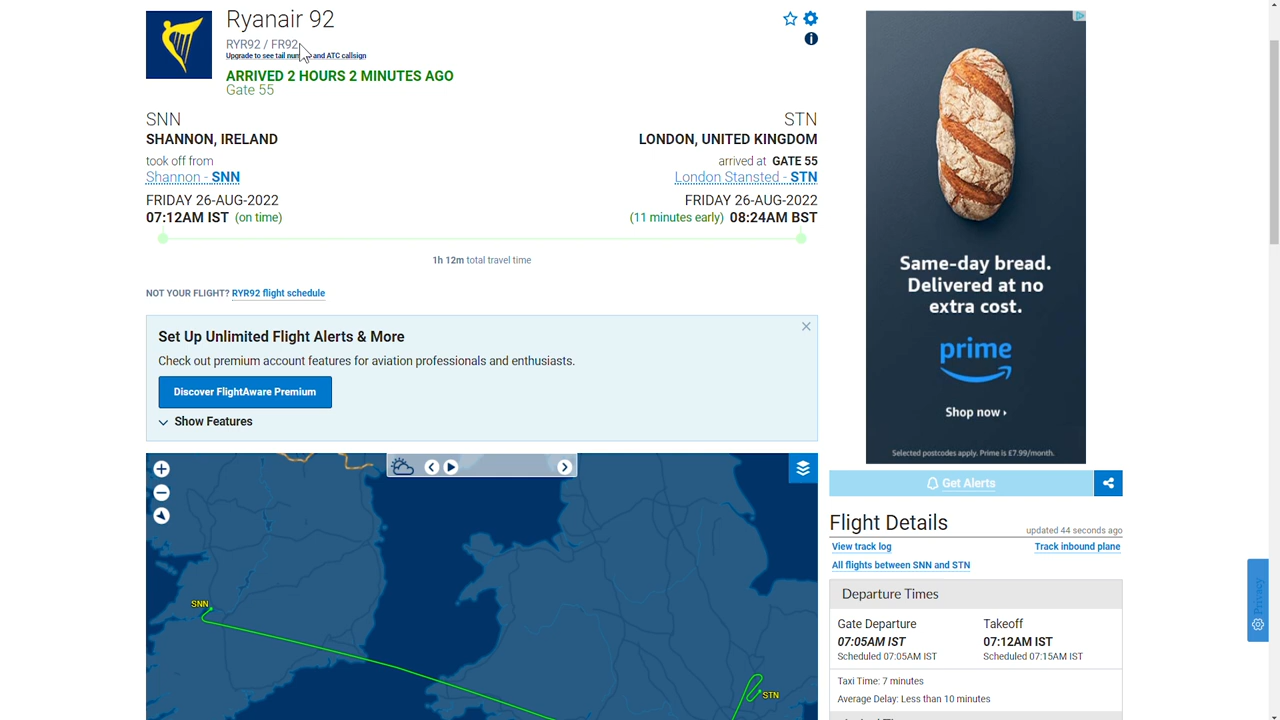 Ryanair 92
RYR92 / FR92
Upgrade to see tail num and ATC callsign
ARRIVED 2 HOURS 2 MINUTES AGO
Gate 55
SNN
SHANNON, IRELAND
took off from
Shannon - SNN
FRIDAY 26-AUG-2022
07:12AM IST (on time)
STN
LONDON, UNITED KINGDOM
arrived at GATE 55
London Stansted - STN
FRIDAY 26-AUG-2022
(11 minutes early) 08:24AM BST
1h 12m total travel time
NOT YOUR FLIGHT? RYR92 flight schedule
Set Up Unlimited Flight Alerts & More
Check out premium account features for aviation professionals and enthusiasts.
Discover FlightAware Premium
Show Features
SNN
STN
Same-day bread.
Delivered at no
extra cost.
prime
Shop now
Selected postcodes apply. Prime is £7.99/month.
Get Alerts
Flight Details
updated 44 seconds ago
View track log
Track inbound plane
All flights between SNN and STN
Departure Times
Gate Departure
07:05AM IST
Scheduled 07:05AM IST
Takeoff
07:12AM IST
Scheduled 07:15AM IST
Taxi Time: 7 minutes
Average Delay: Less than 10 minutes
Privacy